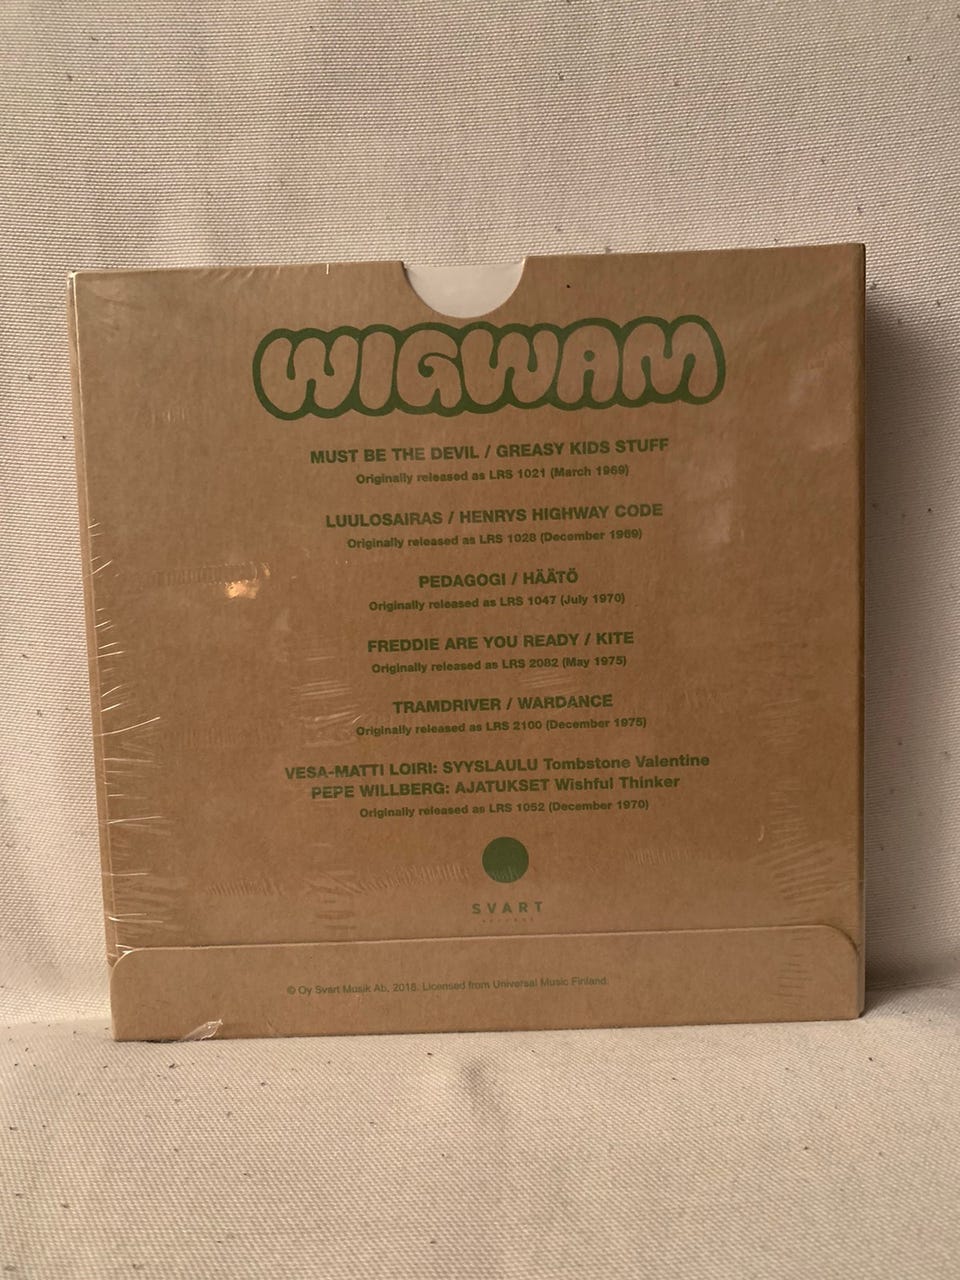 WIGWAM
MUST BE THE DEVIL / GREASY KIDS STUFF
Originally released as LRS 1021 (March 1969)
LUULOSAIRAS / HENRYS HIGHWAY CODE
Originally released as LRS 1028 (December 1969)
PEDAGOGI / HÄÄTÖ
Originally released as LRS 1047 (July 1970)
FREDDIE ARE YOU READY / KITE
Originally released as LRS 2082 (May 1975)
TRAMDRIVER / WARDANCE
Originally released as LRS 2100 (December 1975)
VESA-MATTI LOIRI: SYYSLAULU Tombstone Valentine
PEPE WILLBERG: AJATUKSET Wishful Thinker
Originally released as LRS 1052 (December 1970)
SVART
© Oy Svart Musik Ab, 2018. Licensed from Universal Music Finland.